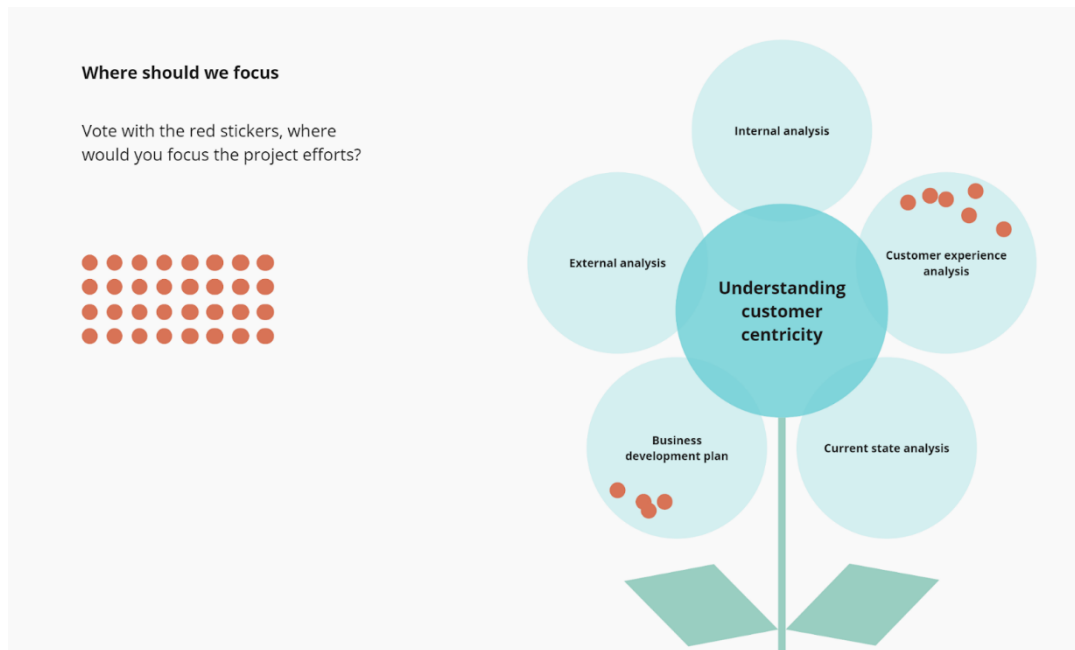 Where should we focus
Vote with the red stickers, where
would you focus the project efforts?
Internal analysis
External analysis
Customer experience
analysis
Understanding
customer
centricity
Business
development plan
Current state analysis